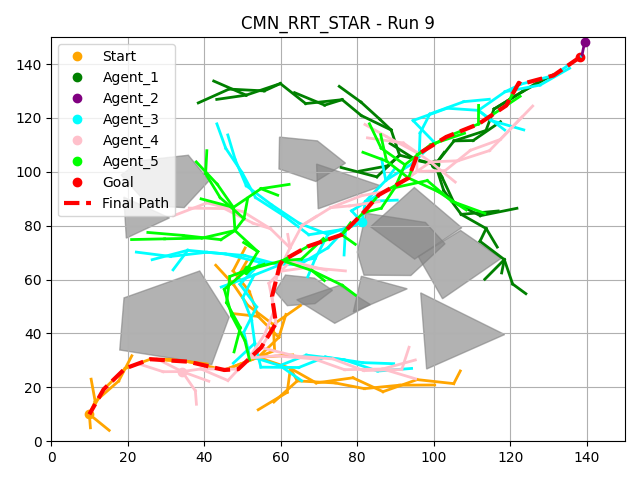 CMN_RRT_STAR - Run 9
Start
Agent_1
Agent_2
Agent_3
Agent_4
Agent_5
Goal
Final Path
140
120
100
80
60
40
20
0
0 20 40 60 80 100 120 140